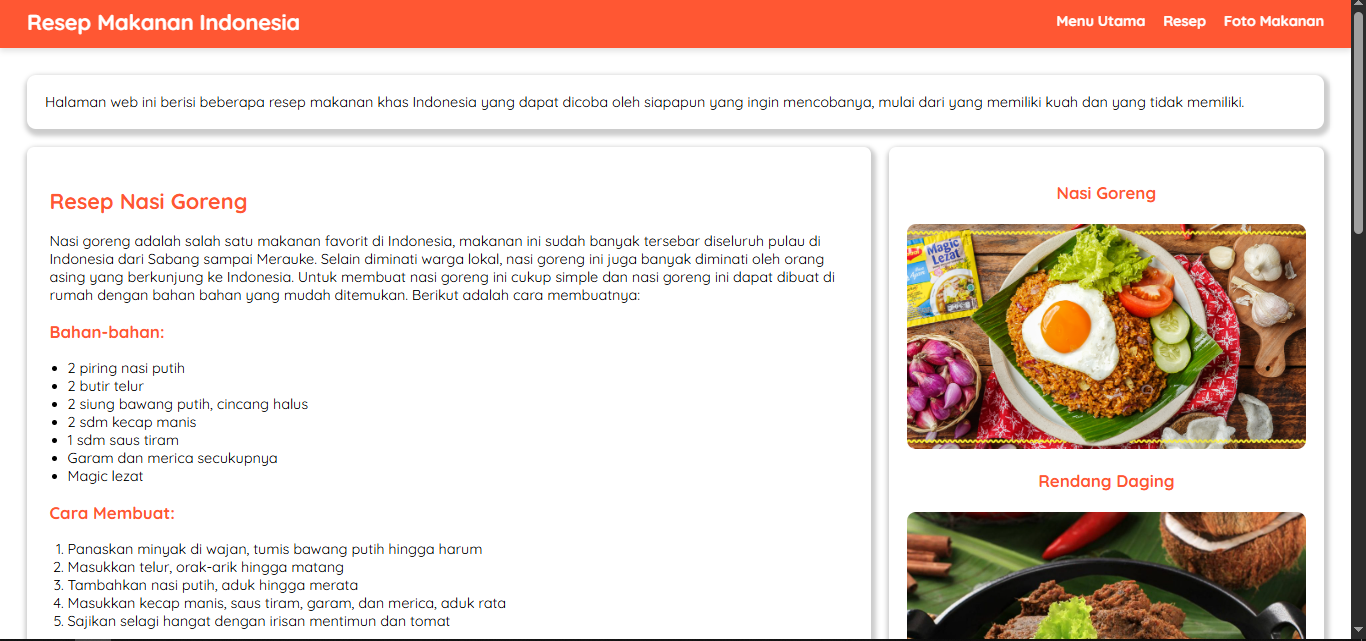 Resep Makanan Indonesia
Menu Utama Resep Foto Makanan
Halaman web ini berisi beberapa resep makanan khas Indonesia yang dapat dicoba oleh siapapun yang ingin mencobanya, mulai dari yang memiliki kuah dan yang tidak memiliki.
Resep Nasi Goreng
Nasi goreng adalah salah satu makanan favorit di Indonesia, makanan ini sudah banyak tersebar diseluruh pulau di
Indonesia dari Sabang sampai Merauke. Selain diminati warga lokal, nasi goreng ini juga banyak diminati oleh orang
asing yang berkunjung ke Indonesia. Untuk membuat nasi goreng ini cukup simple dan nasi goreng ini dapat dibuat di
rumah dengan bahan bahan yang mudah ditemukan. Berikut adalah cara membuatnya:
Bahan-bahan:
• 2 piring nasi putih
• 2 butir telur
• 2 siung bawang putih, cincang halus
• 2 sdm kecap manis
• 1 sdm saus tiram
• Garam dan merica secukupnya
• Magic lezat
Cara Membuat:
1. Panaskan minyak di wajan, tumis bawang putih hingga harum
2. Masukkan telur, orak-arik hingga matang
3. Tambahkan nasi putih, aduk hingga merata
4. Masukkan kecap manis, saus tiram, garam, dan merica, aduk rata
5. Sajikan selagi hangat dengan irisan mentimun dan tomat
Nasi Goreng
Magic
Lezat
Rendang Daging